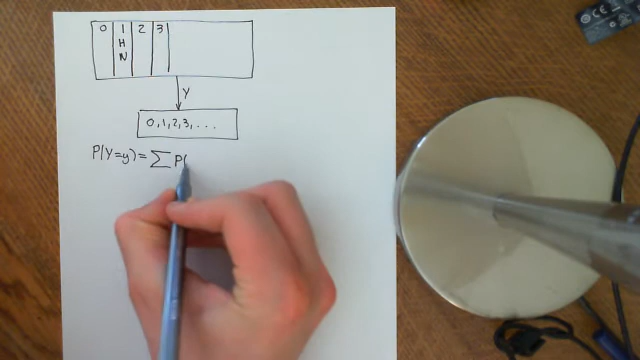 0 1 2 3
H
N
Y
0, 1, 2, 3, ...
P(Y=y) = ∑ P(